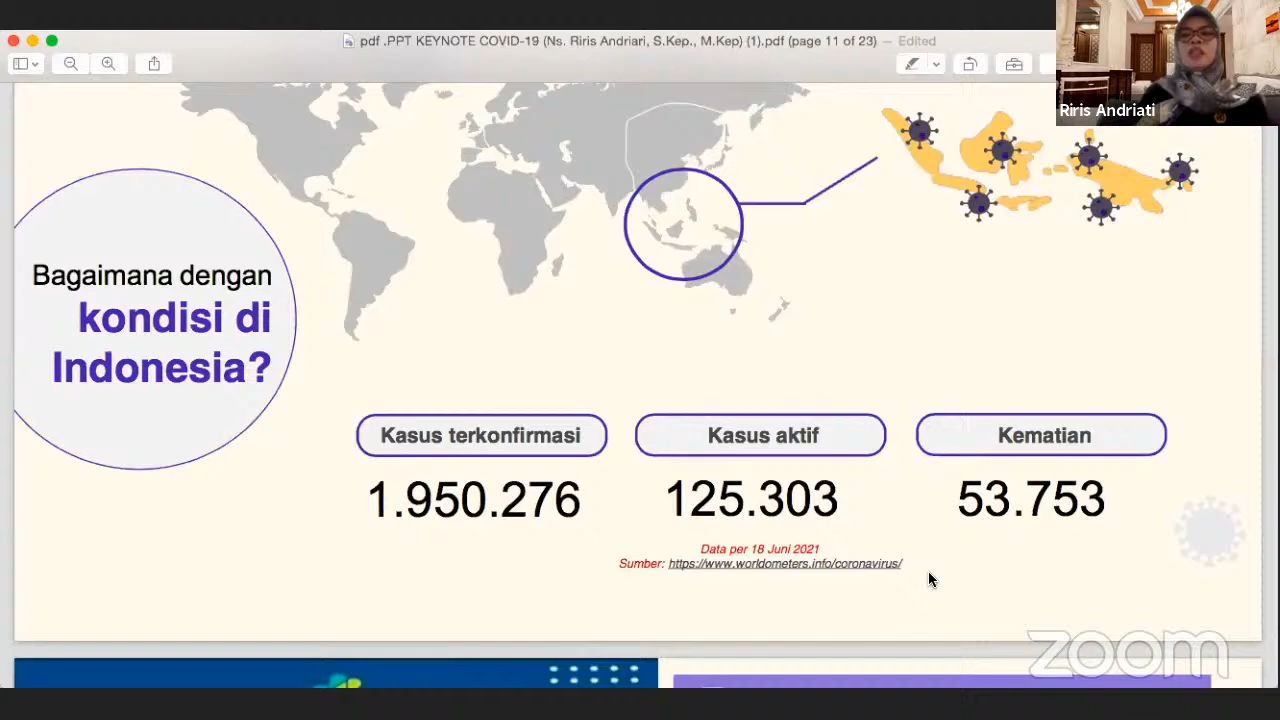 pdf .PPT KEYNOTE COVID-19 (Ns. Riris Andriari, S.Kep., M.Kep) (1).pdf (page 11 of 23) — Edited
Riris Andriati
Bagaimana dengan
kondisi di
Indonesia?
Kasus terkonfirmasi
Kasus aktif
Kematian
1.950.276
125.303
53.753
Data per 18 Juni 2021
Sumber: https://www.worldometers.info/coronavirus/
zoom